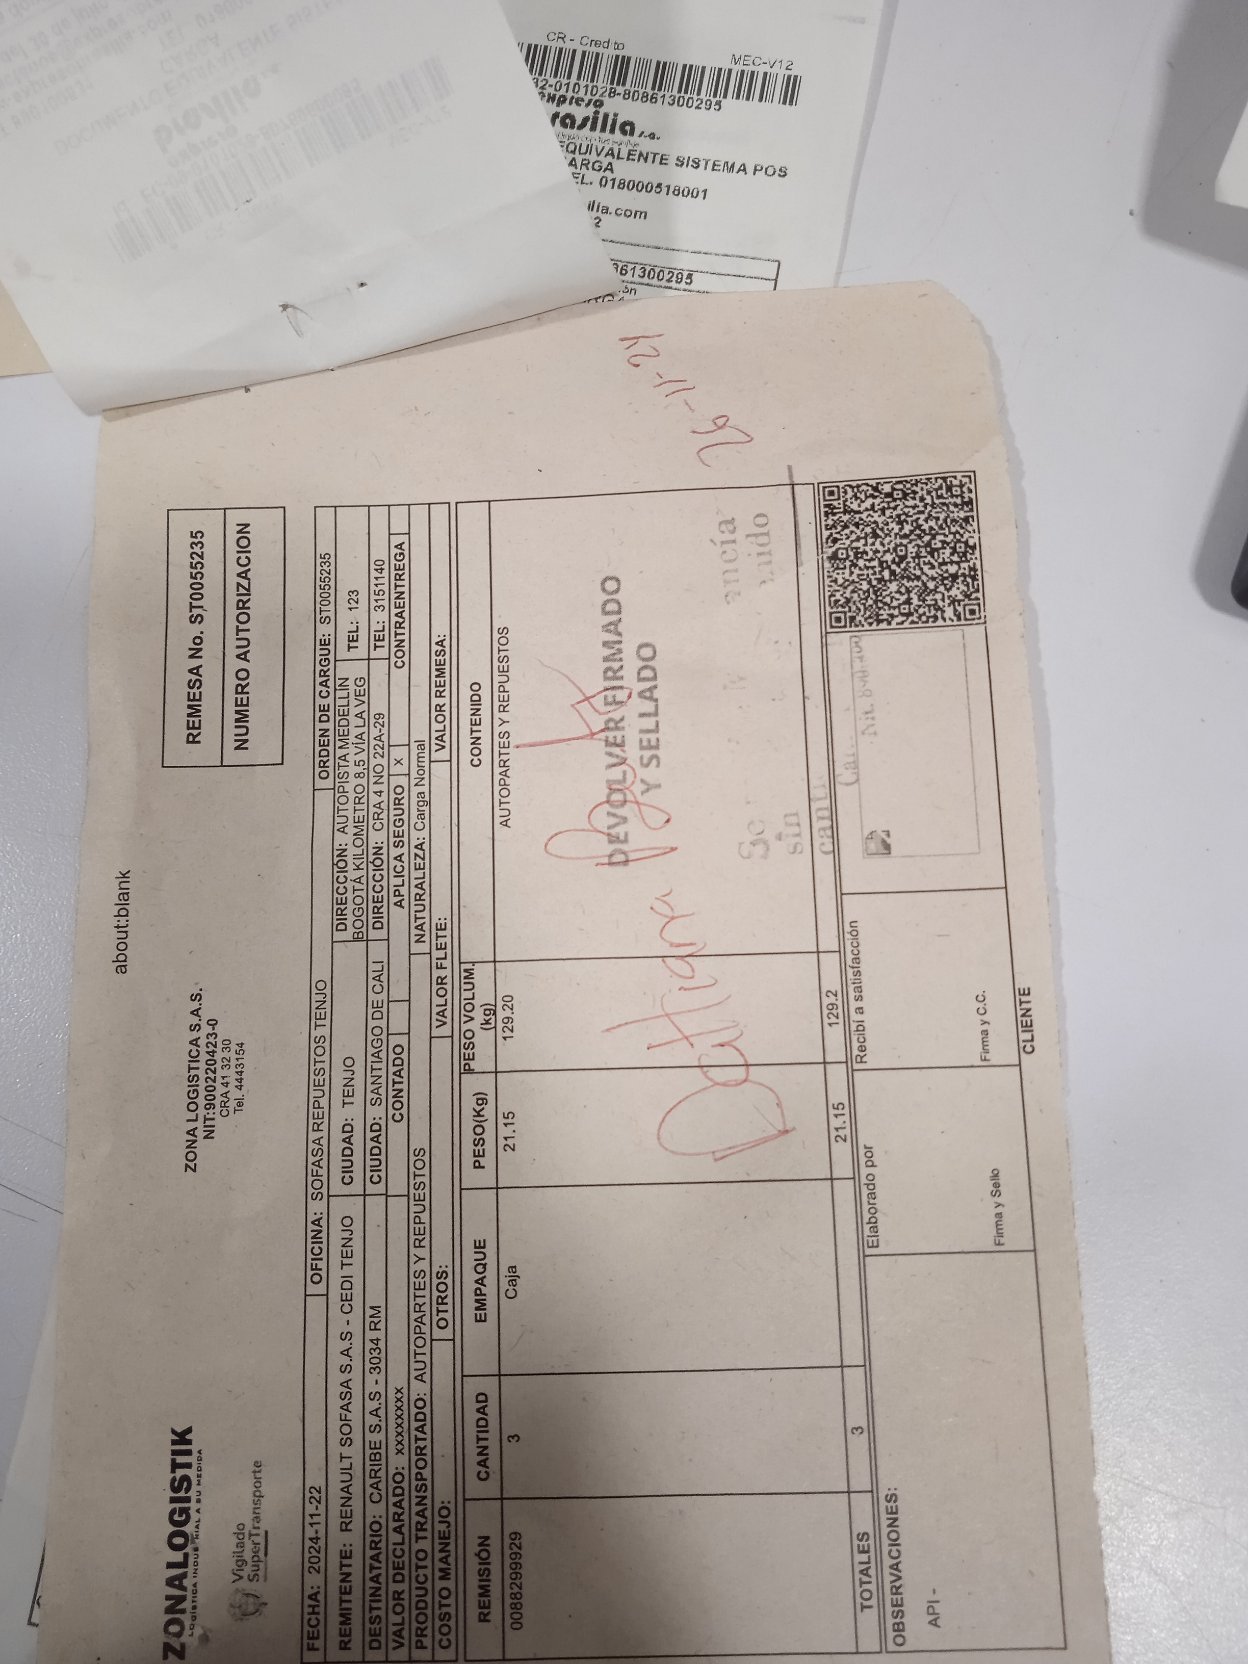 CR - Credito
MEC-V12
32-0101028-80861300295
EQUIVALENTE SISTEMA POS
TEL. 018000518001
861300295
about:blank
ZONALOGISTIK
Vigilado
SuperTransporte
ZONA LOGISTICA S.A.S.
NIT:900220423-0
CRA 41 32 30
Tel. 4443154
REMESA No. ST0055235
NUMERO AUTORIZACION
FECHA: 2024-11-22 OFICINA: SOFASA REPUESTOS TENJO ORDEN DE CARGUE: ST0055235
REMITENTE: RENAULT SOFASA S.A.S - CEDI TENJO CIUDAD: TENJO DIRECCIÓN: AUTOPISTA MEDELLIN BOGOTÁ KILOMETRO 8,5 VÍA LA VEG TEL: 123
DESTINATARIO: CARIBE S.A.S - 3034 RM CIUDAD: SANTIAGO DE CALI DIRECCIÓN: CRA 4 NO 22A-29 TEL: 3151140
VALOR DECLARADO: xxxxxxxx CONTADO APLICA SEGURO X CONTRAENTREGA
PRODUCTO TRANSPORTADO: AUTOPARTES Y REPUESTOS NATURALEZA: Carga Normal
COSTO MANEJO: OTROS: VALOR FLETE: VALOR REMESA:
REMISIÓN CANTIDAD EMPAQUE PESO(Kg) PESO VOLUM. (kg) CONTENIDO
0088299929 3 Caja 21.15 129.20 AUTOPARTES Y REPUESTOS
DEVOLVER FIRMADO
Y SELLADO
26-11-24
sin
TOTALES 3 21.15 129.2
OBSERVACIONES:
API -
Elaborado por
Firma y Sello
Recibí a satisfacción
Firma y C.C.
CLIENTE